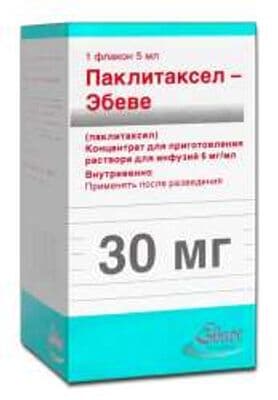 1 флакон 5 мл
Паклитаксел –
Эбеве
(паклитаксел)
Концентрат для приготовления
раствора для инфузий 6 мг/мл
Внутривенно
Применять после разведения
30 мг